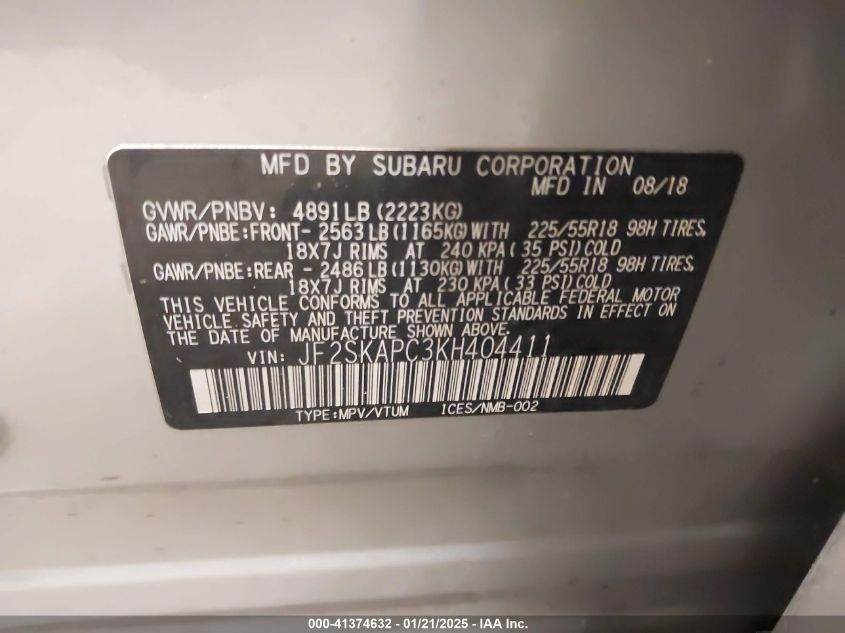 MFD BY SUBARU CORPORATION
MFD IN 08/18
GVWR/PNBV: 4891LB (2223KG)
GAWR/PNBE:FRONT- 2563LB (1165KG)WITH 225/55R18 98H TIRES,
18X7J RIMS AT 240 KPA( 35 PSI)COLD
GAWR/PNBE:REAR - 2486LB (1130KG)WITH 225/55R18 98H TIRES,
18X7J RIMS AT 230 KPA( 33 PSI)COLD
THIS VEHICLE CONFORMS TO ALL APPLICABLE FEDERAL MOTOR
VEHICLE SAFETY AND THEFT PREVENTION STANDARDS IN EFFECT ON
THE DATE OF MANUFACTURE SHOWN ABOVE.
VIN: JF2SKAPC3KH404411
TYPE:MPV/VTUM ICES/NMB-002
000-41374632 - 01/21/2025 - IAA Inc.